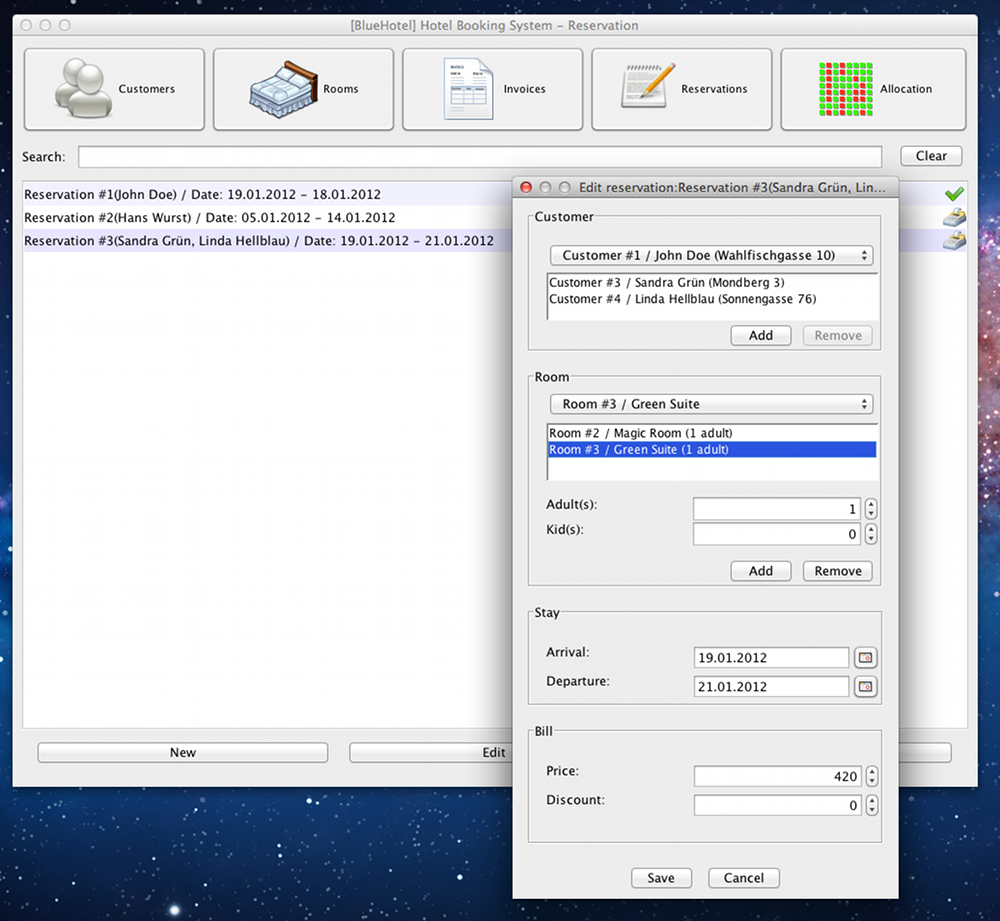 [BlueHotel] Hotel Booking System – Reservation
Customers
Rooms
Invoices
Reservations
Allocation
Search:
Clear
Reservation #1(John Doe) / Date: 19.01.2012 – 18.01.2012
Reservation #2(Hans Wurst) / Date: 05.01.2012 – 14.01.2012
Reservation #3(Sandra Grün, Linda Hellblau) / Date: 19.01.2012 – 21.01.2012
New
Edit
Edit reservation:Reservation #3(Sandra Grün, Lin...
Customer
Customer #1 / John Doe (Wahlfischgasse 10)
Customer #3 / Sandra Grün (Mondberg 3)
Customer #4 / Linda Hellblau (Sonnengasse 76)
Add
Remove
Room
Room #3 / Green Suite
Room #2 / Magic Room (1 adult)
Room #3 / Green Suite (1 adult)
Adult(s):
1
Kid(s):
0
Add
Remove
Stay
Arrival:
19.01.2012
Departure:
21.01.2012
Bill
Price:
420
Discount:
0
Save
Cancel